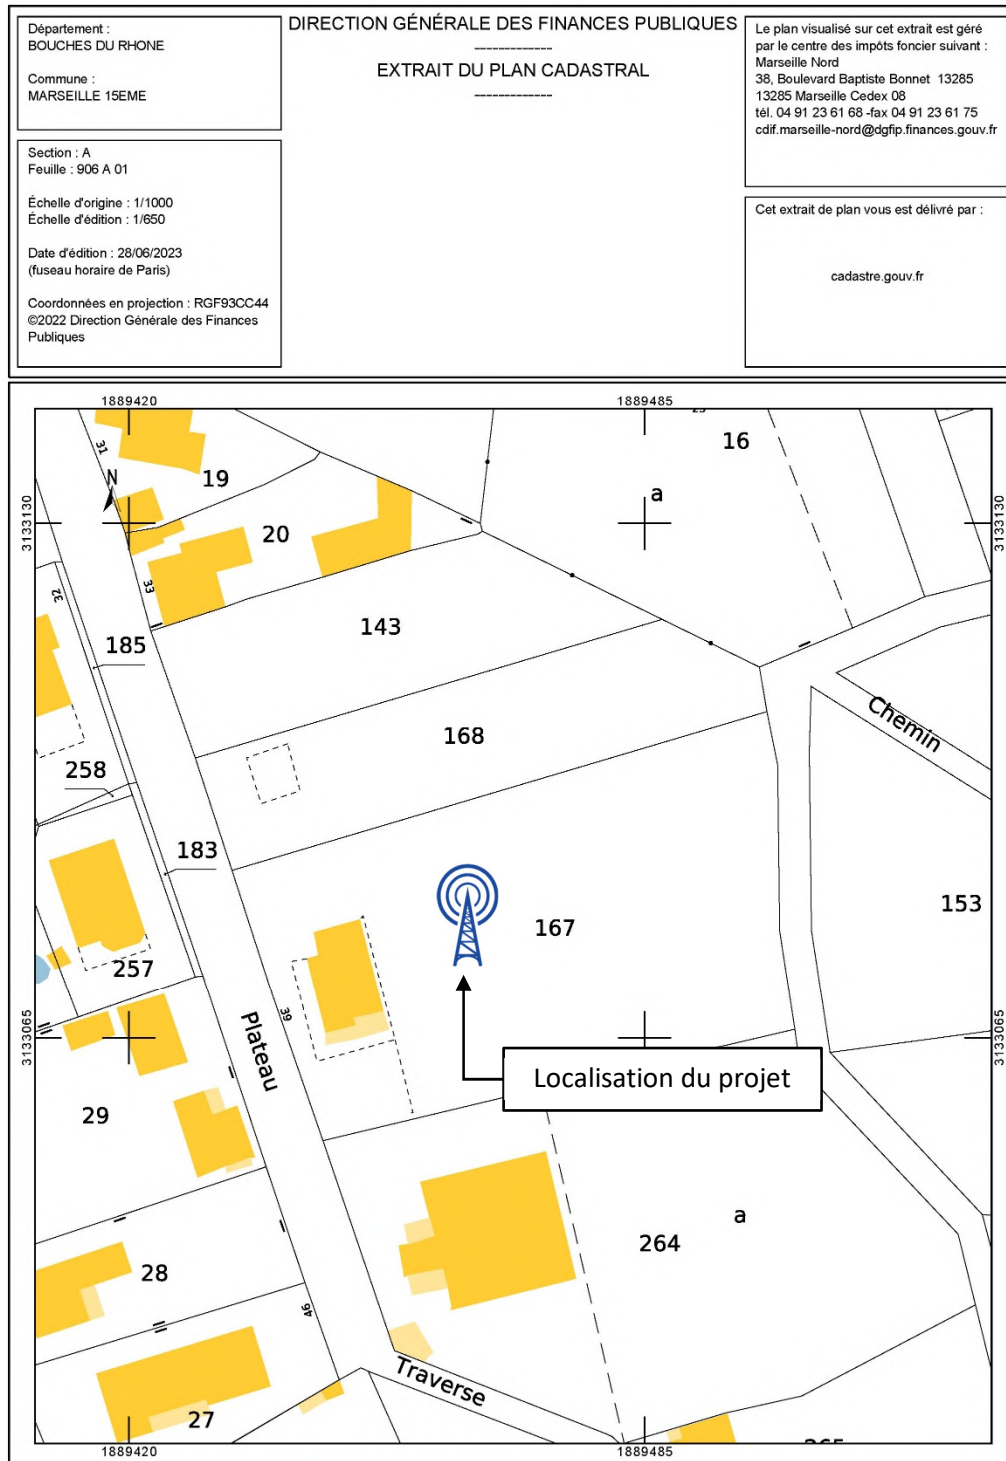 Département :
BOUCHES DU RHONE
Commune :
MARSEILLE 15EME
Section : A
Feuille : 906 A 01
Échelle d'origine : 1/1000
Échelle d'édition : 1/650
Date d'édition : 28/06/2023
(fuseau horaire de Paris)
Coordonnées en projection : RGF93CC44
©2022 Direction Générale des Finances
Publiques
DIRECTION GÉNÉRALE DES FINANCES PUBLIQUES
-------------
EXTRAIT DU PLAN CADASTRAL
-------------
Le plan visualisé sur cet extrait est géré
par le centre des impôts foncier suivant :
Marseille Nord
38, Boulevard Baptiste Bonnet 13285
13285 Marseille Cedex 08
tél. 04 91 23 61 68 -fax 04 91 23 61 75
cdif.marseille-nord@dgfip.finances.gouv.fr
Cet extrait de plan vous est délivré par :
cadastre.gouv.fr
1889420
1889485
31
16
N
19
a
3133130
3133130
20
33
32
143
185
Chemin
168
258
183
153
167
257
39
3133065
3133065
Plateau
Localisation du projet
29
a
264
28
46
Traverse
27
1889420
1889485